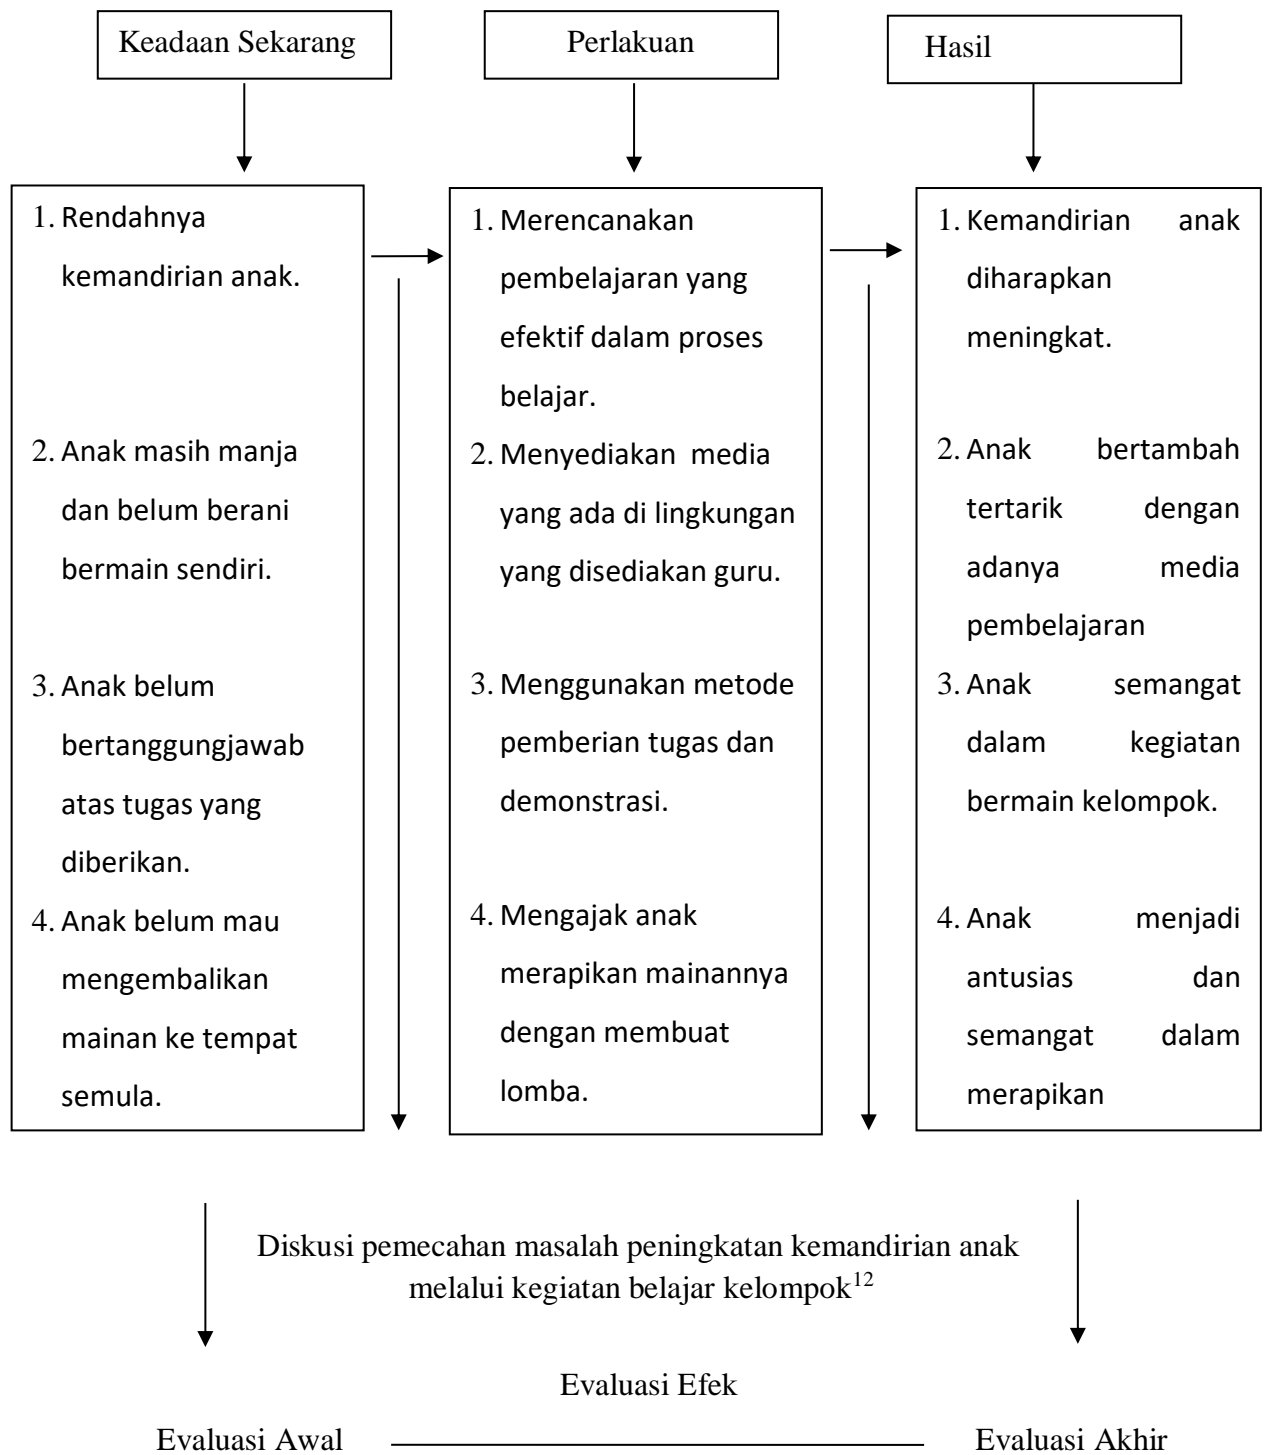 Keadaan Sekarang
Perlakuan
Hasil
1. Rendahnya
kemandirian anak.
2. Anak masih manja
dan belum berani
bermain sendiri.
3. Anak belum
bertanggungjawab
atas tugas yang
diberikan.
4. Anak belum mau
mengembalikan
mainan ke tempat
semula.
1. Merencanakan
pembelajaran yang
efektif dalam proses
belajar.
2. Menyediakan media
yang ada di lingkungan
yang disediakan guru.
3. Menggunakan metode
pemberian tugas dan
demonstrasi.
4. Mengajak anak
merapikan mainannya
dengan membuat
lomba.
1. Kemandirian anak
diharapkan
meningkat.
2. Anak bertambah
tertarik dengan
adanya media
pembelajaran
3. Anak semangat
dalam kegiatan
bermain kelompok.
4. Anak menjadi
antusias dan
semangat dalam
merapikan
Diskusi pemecahan masalah peningkatan kemandirian anak
melalui kegiatan belajar kelompok12
Evaluasi Efek
Evaluasi Awal
Evaluasi Akhir